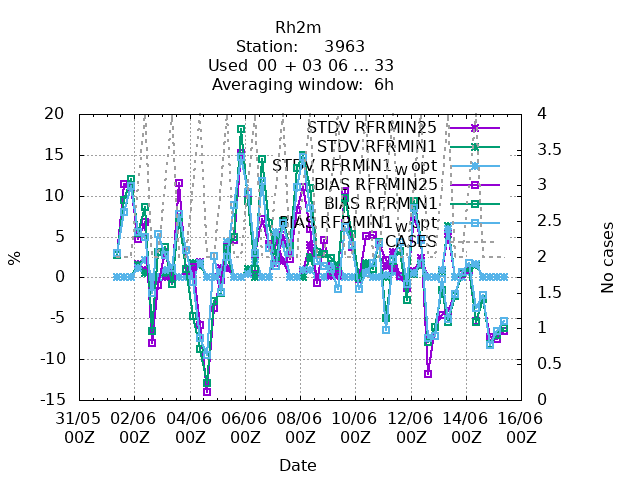 Rh2m
Station: 3963
Used 00 + 03 06 ... 33
Averaging window: 6h
20 4
STDV RFRMIN25
STDV RFRMIN1
STDV RFRMIN1_w opt
BIAS RFRMIN25
BIAS RFRMIN1
BIAS RFRMIN1_w opt
CASES
15 3.5
10 3
2.5
5 2
0 1.5
-5 1
-10 0.5
-15 0
%
No cases
31/05 02/06 04/06 06/06 08/06 10/06 12/06 14/06 16/06
00Z 00Z 00Z 00Z 00Z 00Z 00Z 00Z 00Z
Date